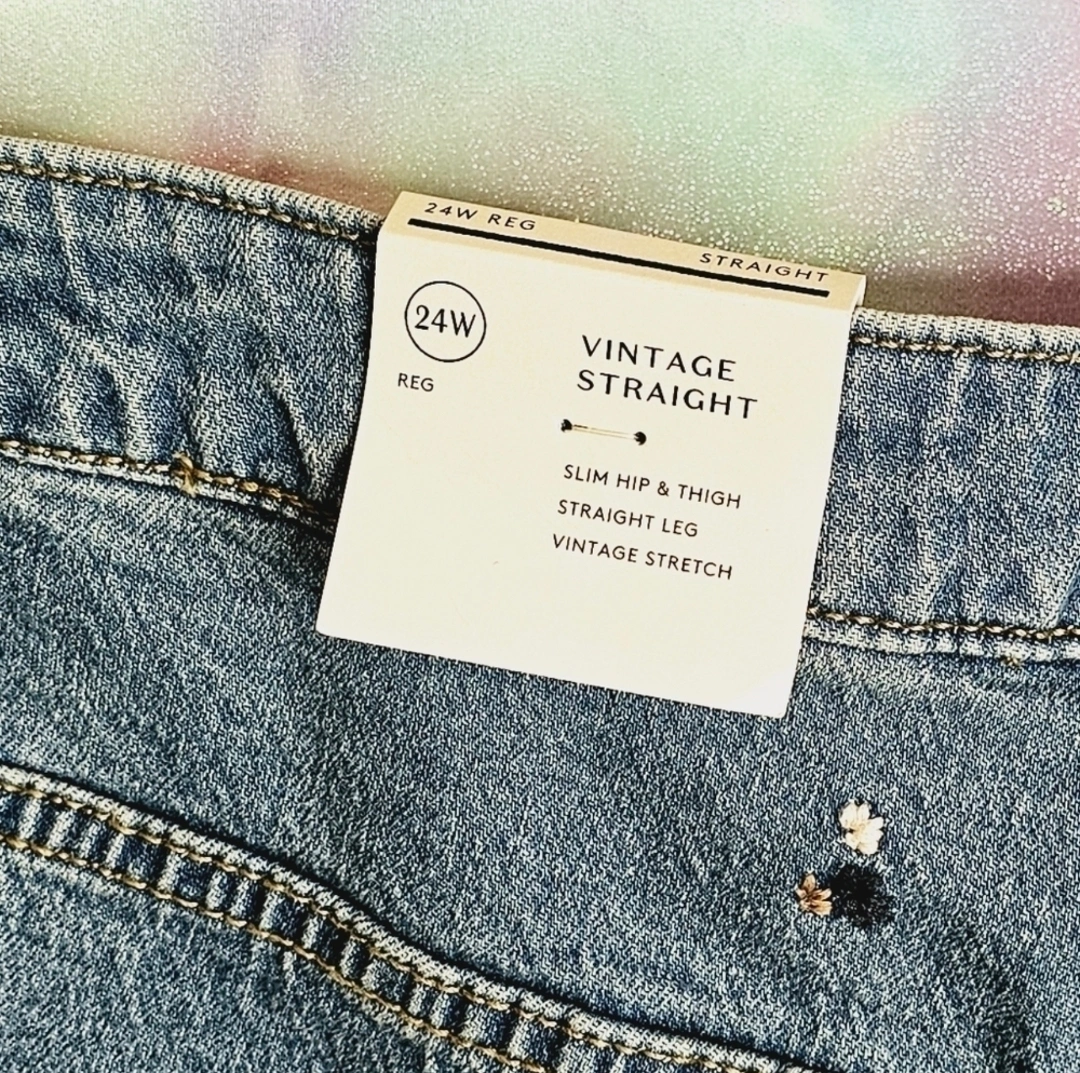 24W REG
STRAIGHT
24W
REG
VINTAGE
STRAIGHT
SLIM HIP & THIGH
STRAIGHT LEG
VINTAGE STRETCH